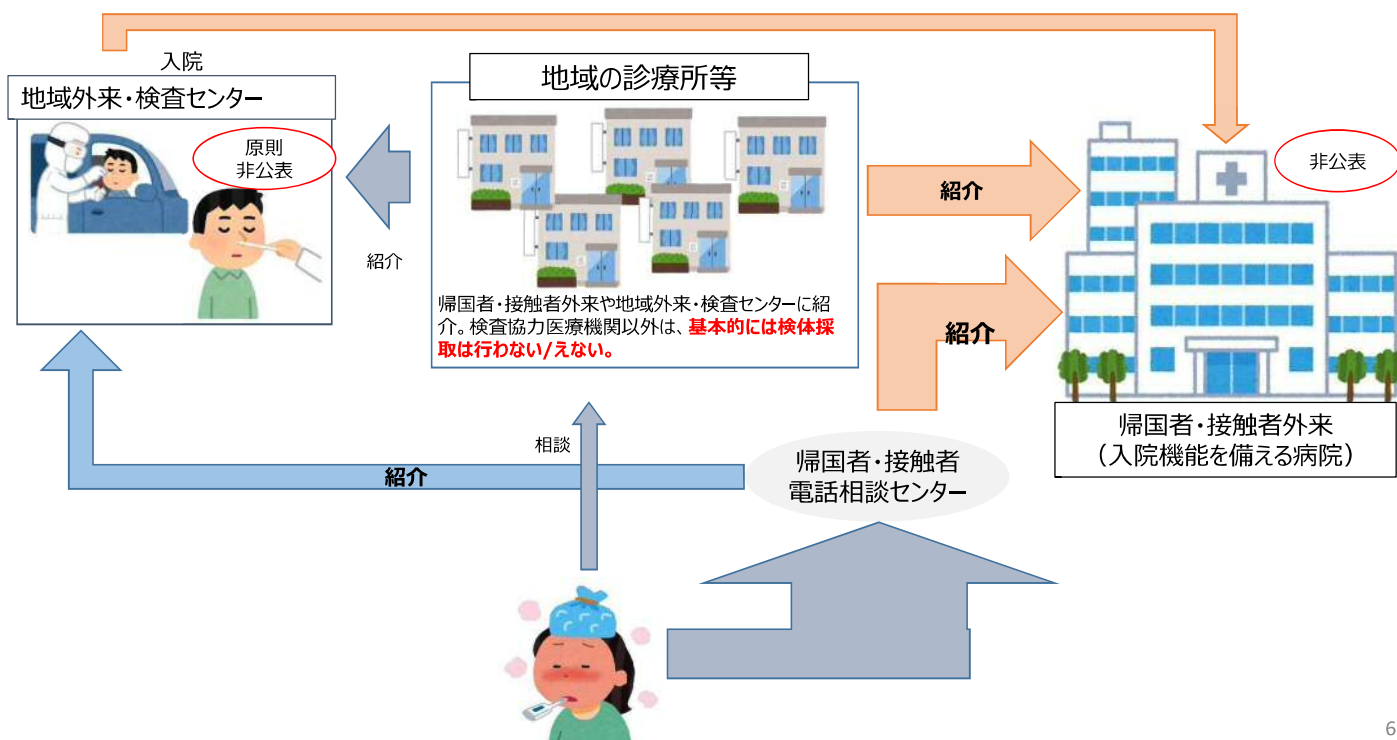 入院
地域外来・検査センター
原則
非公表
紹介
地域の診療所等
帰国者・接触者外来や地域外来・検査センターに紹
介。検査協力医療機関以外は、基本的には検体採
取は行わない/えない。
紹介
非公表
紹介
帰国者・接触者外来
（入院機能を備える病院）
相談
紹介
帰国者・接触者
電話相談センター
6